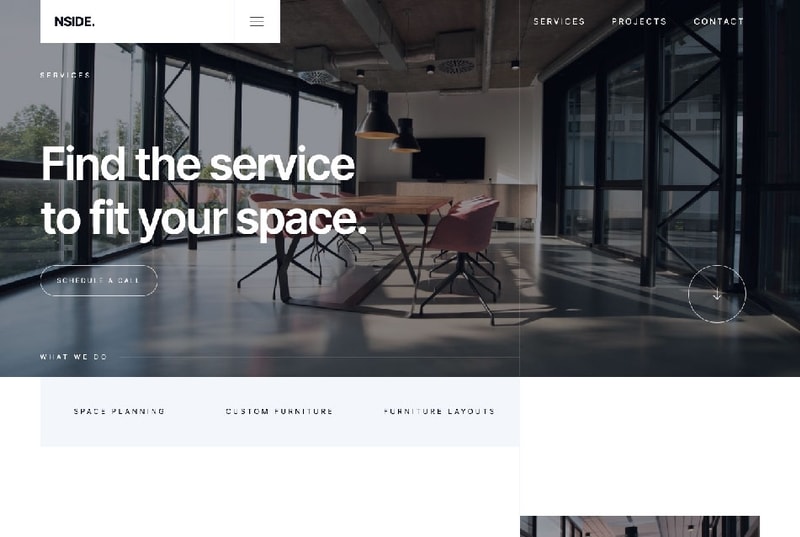 NSIDE.
SERVICES
PROJECTS
CONTACT
SERVICES
Find the service
to fit your space.
SCHEDULE A CALL
WHAT WE DO
SPACE PLANNING
CUSTOM FURNITURE
FURNITURE LAYOUTS